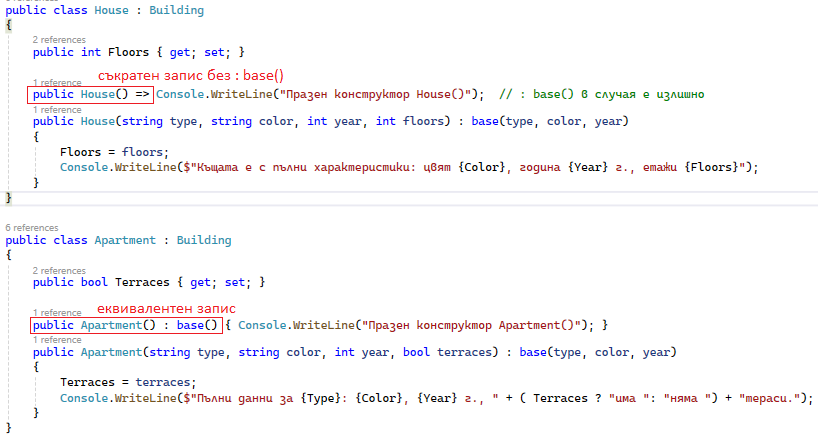 public class House : Building
{
2 references
public int Floors { get; set; }
съкратен запис без : base()
1 reference
public House() => Console.WriteLine("Празен конструктор House()");  // : base() в случая е излишно
1 reference
public House(string type, string color, int year, int floors) : base(type, color, year)
{
Floors = floors;
Console.WriteLine($"Къщата е с пълни характеристики: цвят {Color}, година {Year} г., етажи {Floors}");
}
}
6 references
public class Apartment : Building
{
2 references
public bool Terraces { get; set; }
еквивалентен запис
1 reference
public Apartment() : base() { Console.WriteLine("Празен конструктор Apartment()"); }
1 reference
public Apartment(string type, string color, int year, bool terraces) : base(type, color, year)
{
Terraces = terraces;
Console.WriteLine($"Пълни данни за {Type}: {Color}, {Year} г., " + ( Terraces ? "има ": "няма ") + "тераси.");
}
}